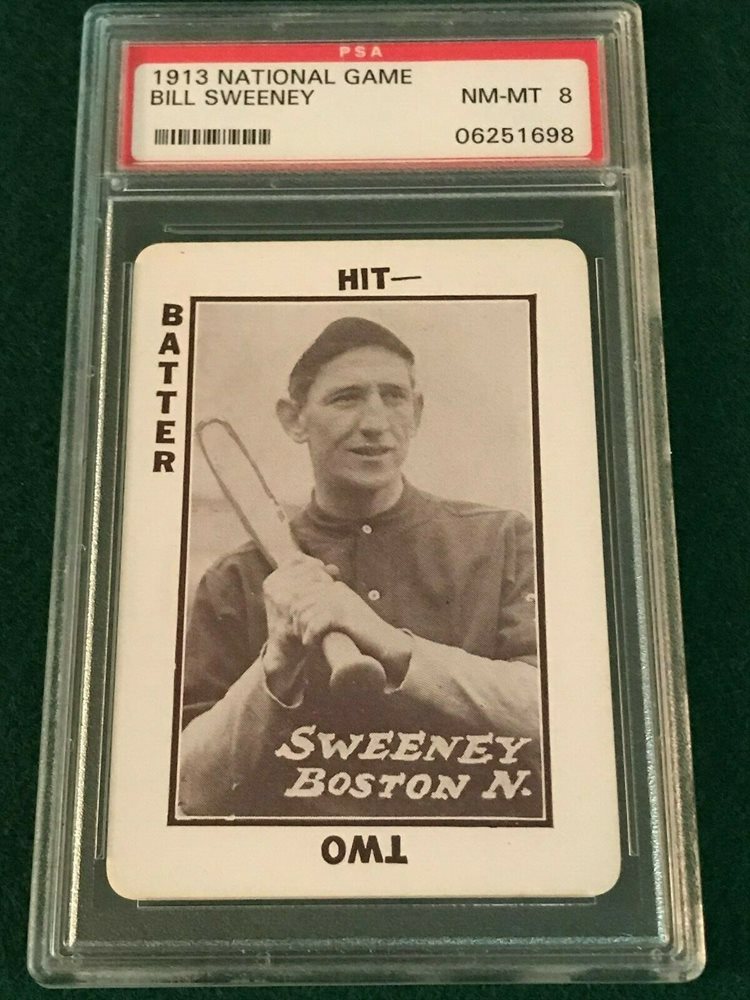 PSA
1913 NATIONAL GAME
BILL SWEENEY NM-MT 8
06251698
HIT—
BATTER
SWEENEY
BOSTON N.
TWO